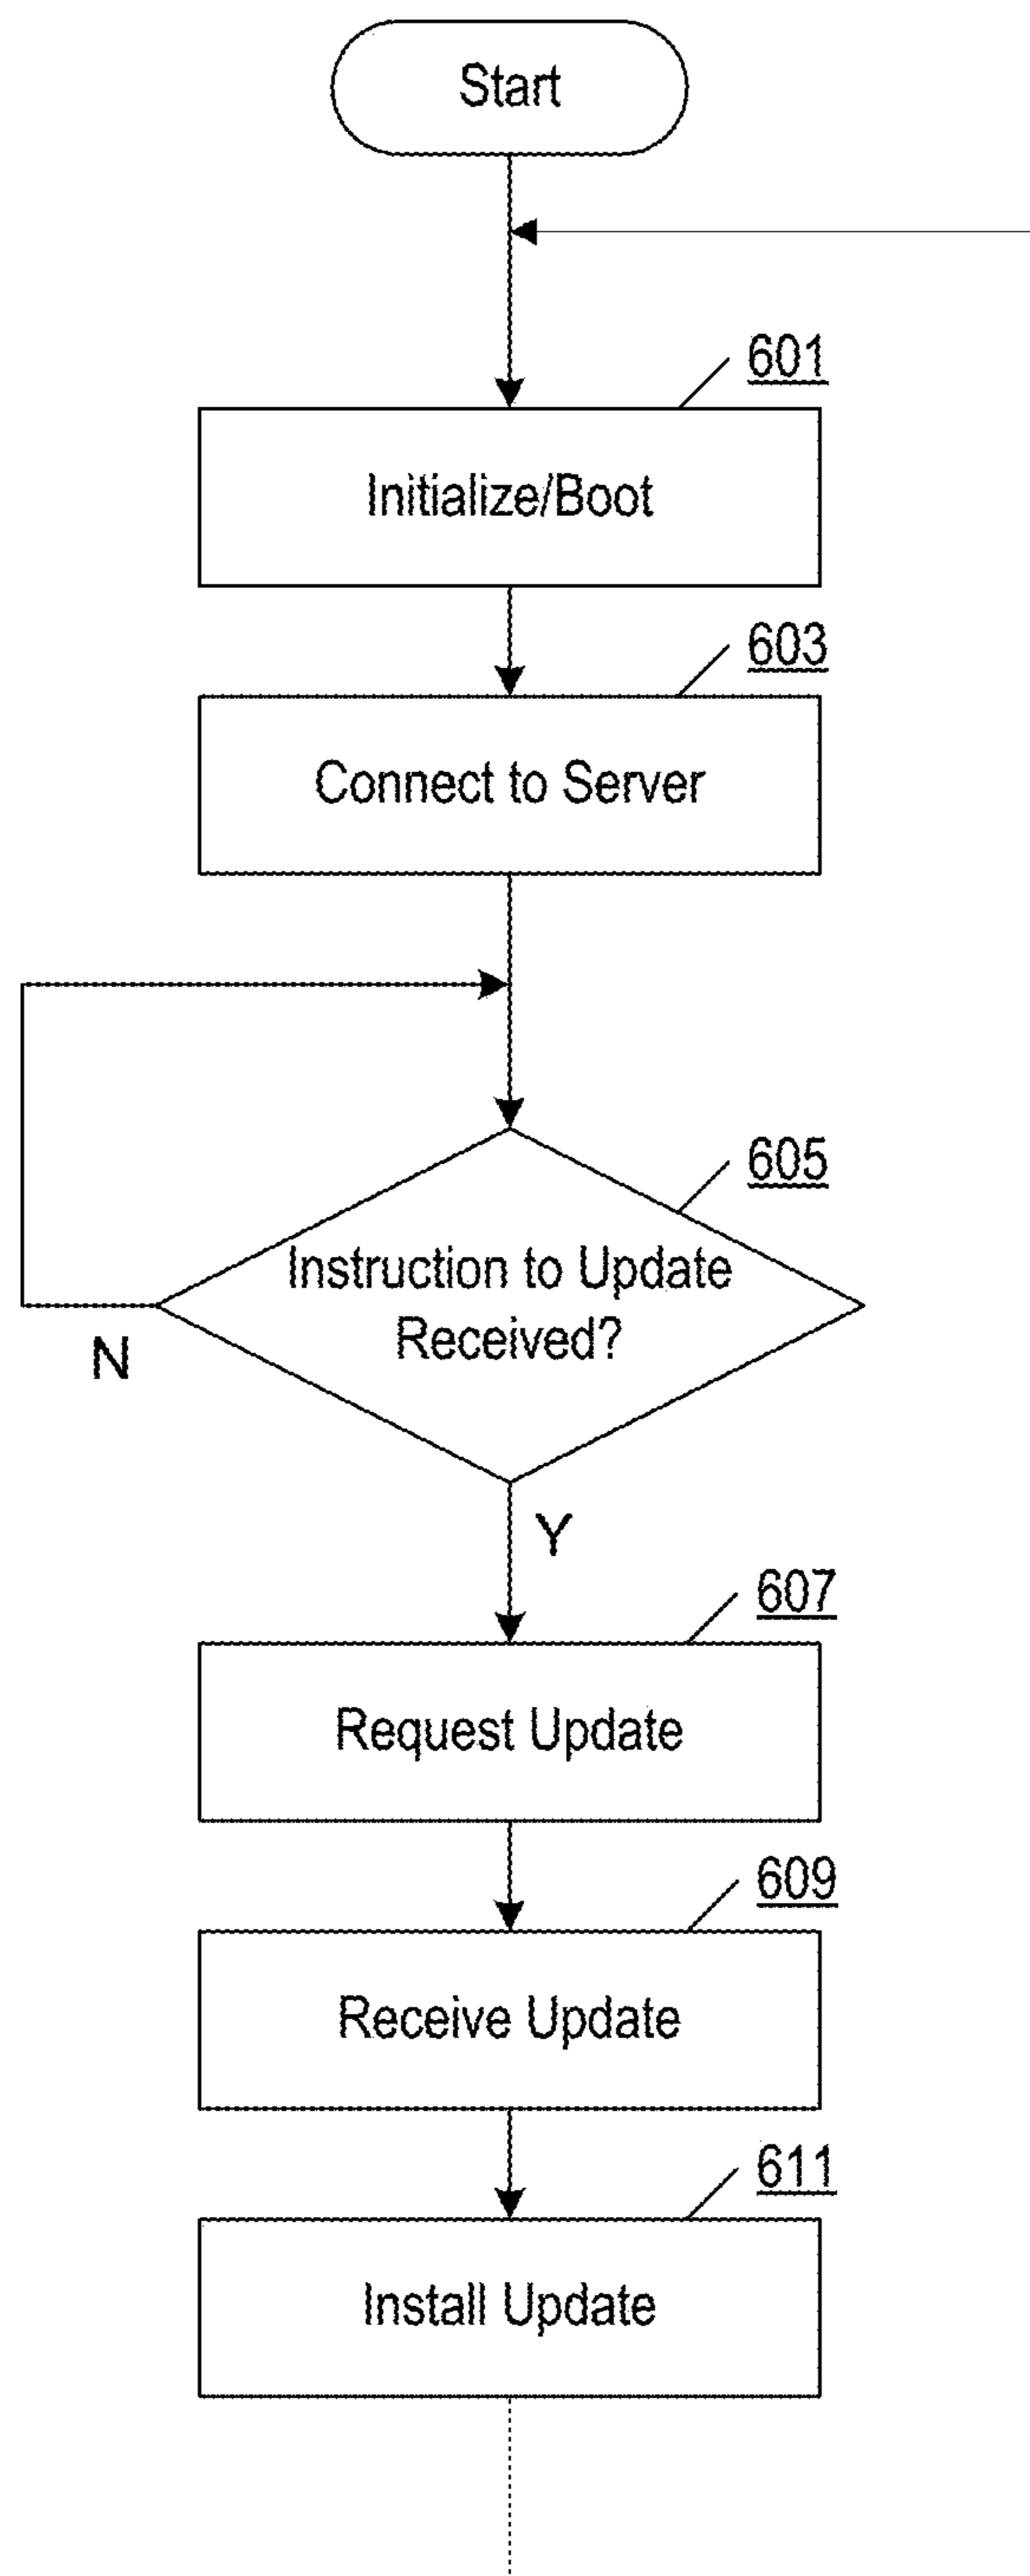 Start
601
Initialize/Boot
603
Connect to Server
605
Instruction to Update
Received?
N
Y
607
Request Update
609
Receive Update
611
Install Update